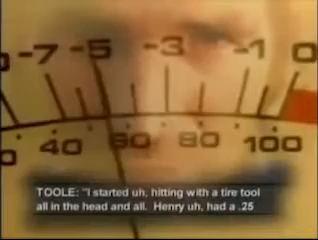 -7 -5 -3 -1 0
40 60 80 100
TOOLE: "I started uh, hitting with a tire tool
all in the head and all. Henry uh, had a .25